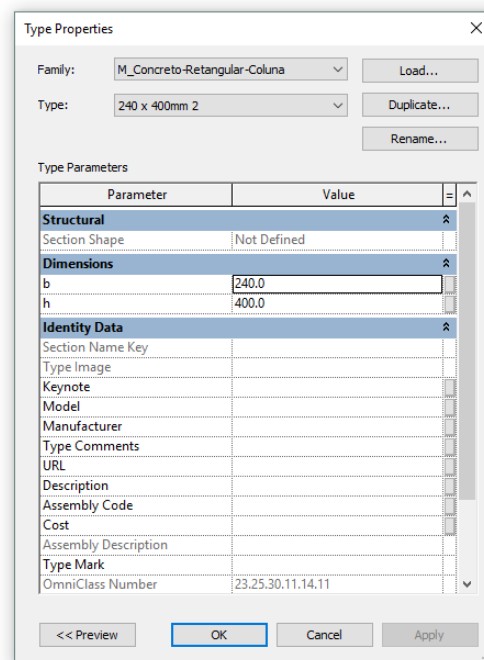 Type Properties
Family: M_Concreto-Retangular-Coluna Load...
Type: 240 x 400mm 2 Duplicate...
Rename...
Type Parameters
Parameter Value =
Structural
Section Shape Not Defined
Dimensions
b 240.0
h 400.0
Identity Data
Section Name Key
Type Image
Keynote
Model
Manufacturer
Type Comments
URL
Description
Assembly Code
Cost
Assembly Description
Type Mark
OmniClass Number 23.25.30.11.14.11
<< Preview OK Cancel Apply